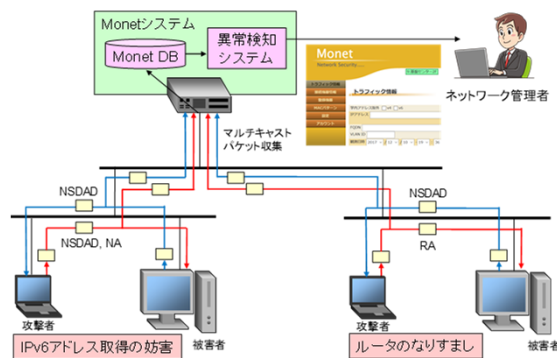 Monetシステム
Monet DB
異常検知
システム
Monet
Network Security
トラフィック情報
ネットワーク管理者
マルチキャスト
パケット収集
NSDAD
NSDAD, NA
NSDAD
RA
攻撃者
被害者
IPv6アドレス取得の妨害
攻撃者
被害者
ルータのなりすまし